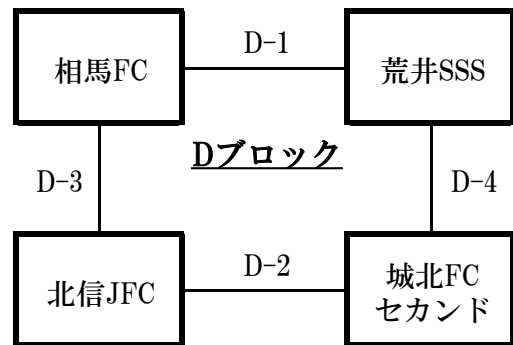 D-1
相馬FC
荒井SSS
Dブロック
D-3
D-4
D-2
北信JFC
城北FC
セカンド